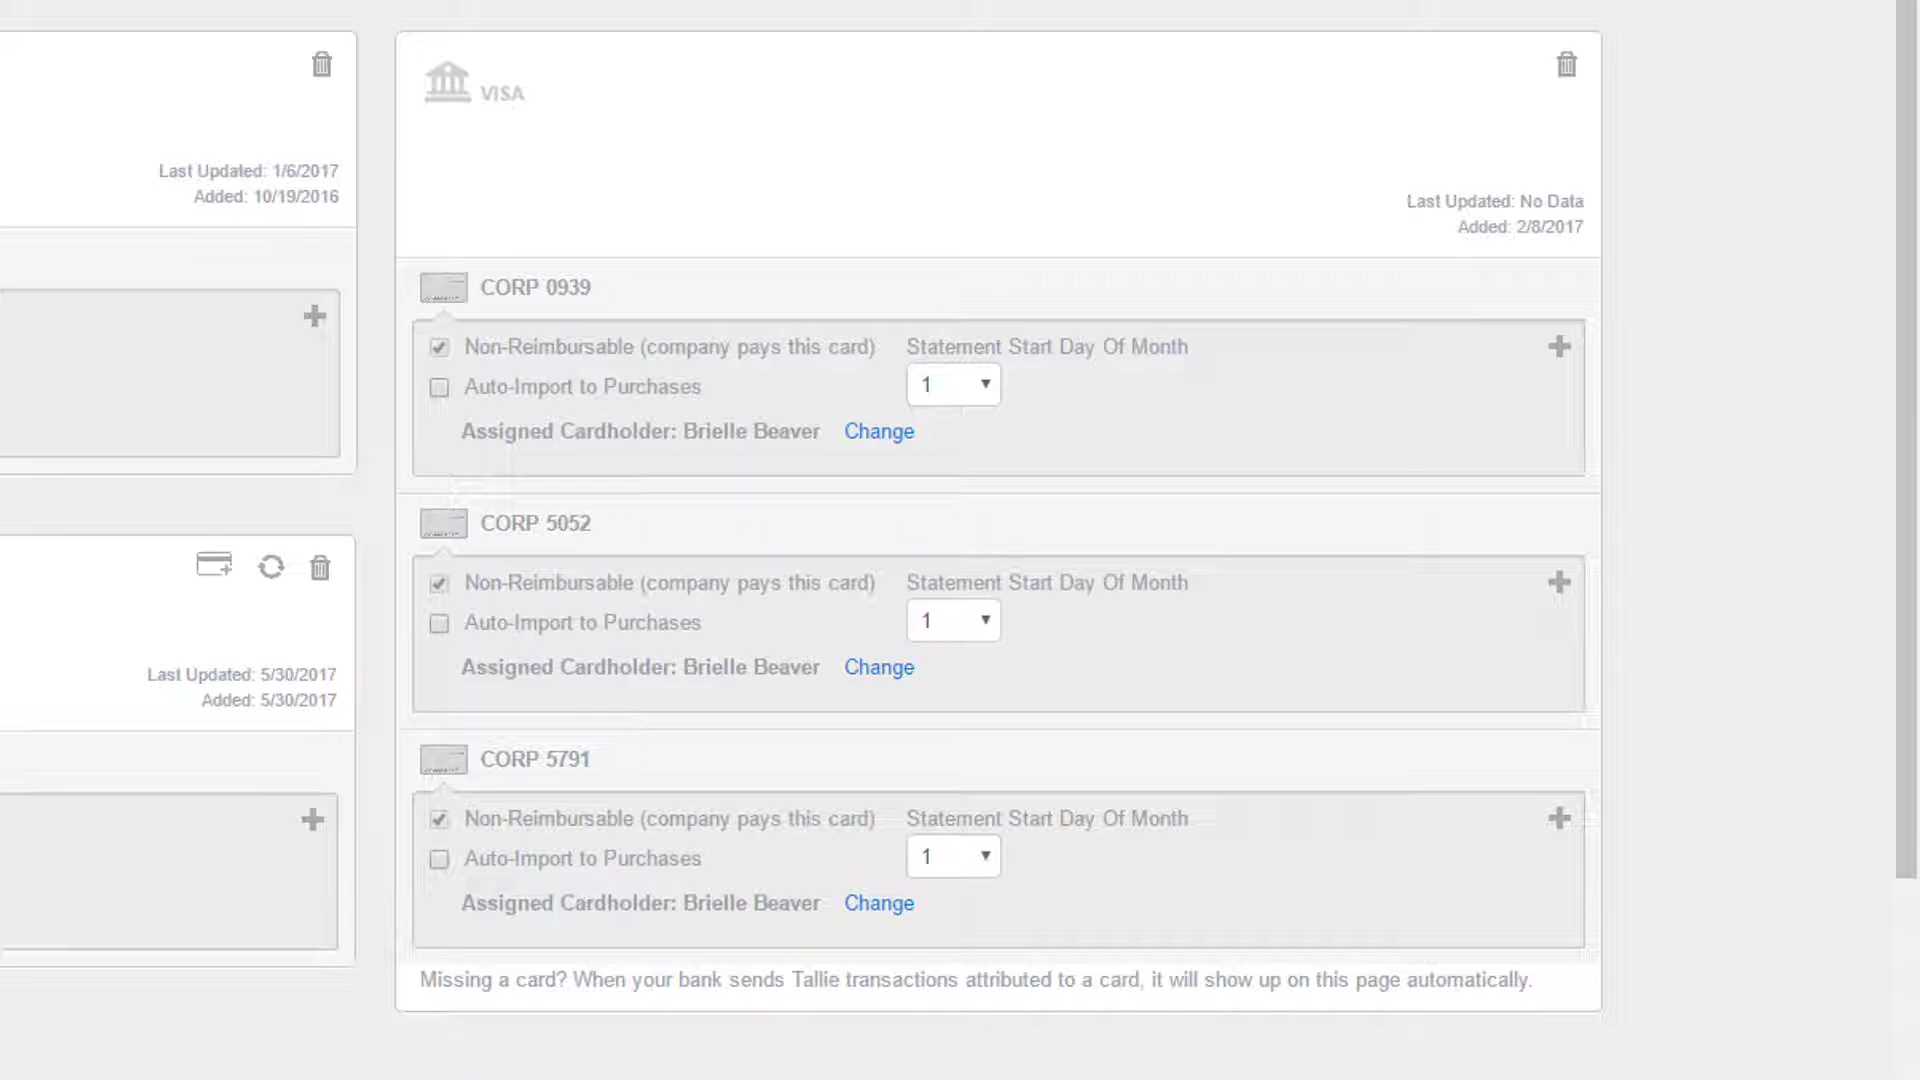 Last Updated: 1/6/2017
Added: 10/19/2016
Last Updated: 5/30/2017
Added: 5/30/2017
VISA
Last Updated: No Data
Added: 2/8/2017
CORP 0939
Non-Reimbursable (company pays this card) Statement Start Day Of Month
Auto-Import to Purchases 1
Assigned Cardholder: Brielle Beaver Change
CORP 5052
Non-Reimbursable (company pays this card) Statement Start Day Of Month
Auto-Import to Purchases 1
Assigned Cardholder: Brielle Beaver Change
CORP 5791
Non-Reimbursable (company pays this card) Statement Start Day Of Month
Auto-Import to Purchases 1
Assigned Cardholder: Brielle Beaver Change
Missing a card? When your bank sends Tallie transactions attributed to a card, it will show up on this page automatically.